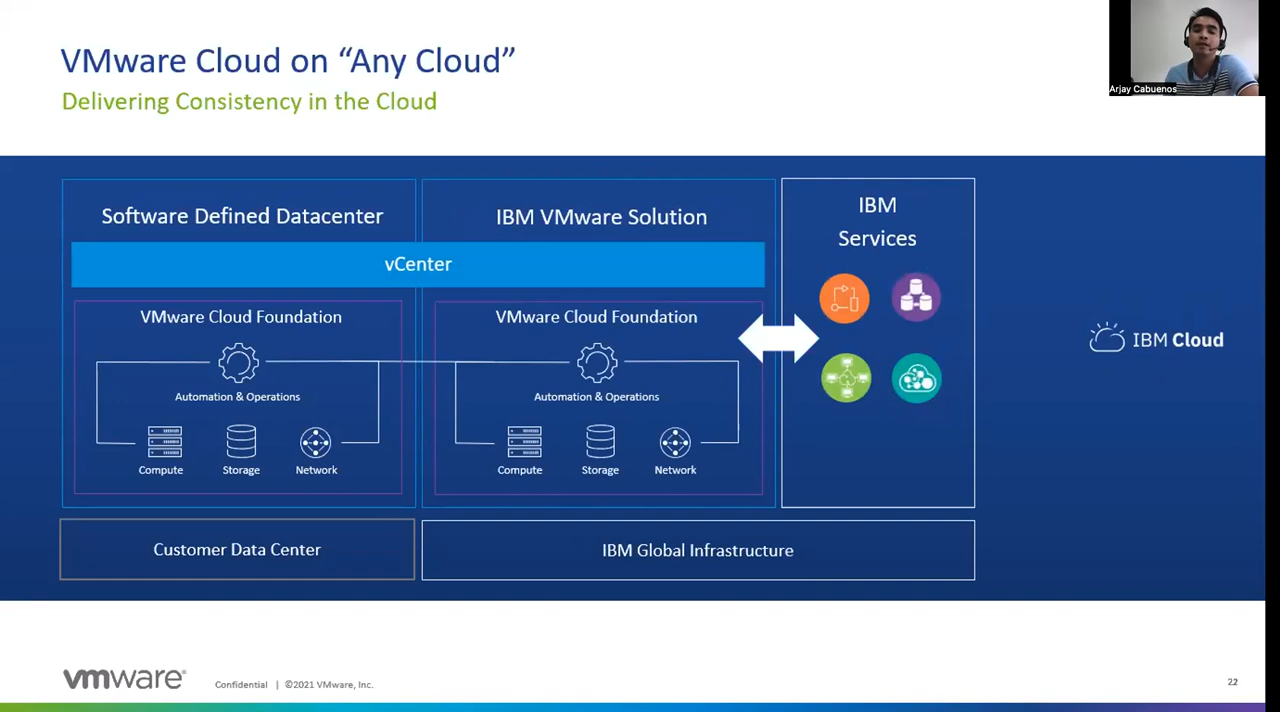 VMware Cloud on “Any Cloud”
Delivering Consistency in the Cloud
Arjay Cabuenos
Software Defined Datacenter
IBM VMware Solution
IBM
Services
vCenter
VMware Cloud Foundation
VMware Cloud Foundation
Automation & Operations
Automation & Operations
Compute
Storage
Network
Compute
Storage
Network
IBM Cloud
Customer Data Center
IBM Global Infrastructure
vmware®
Confidential | ©2021 VMware, Inc.
22